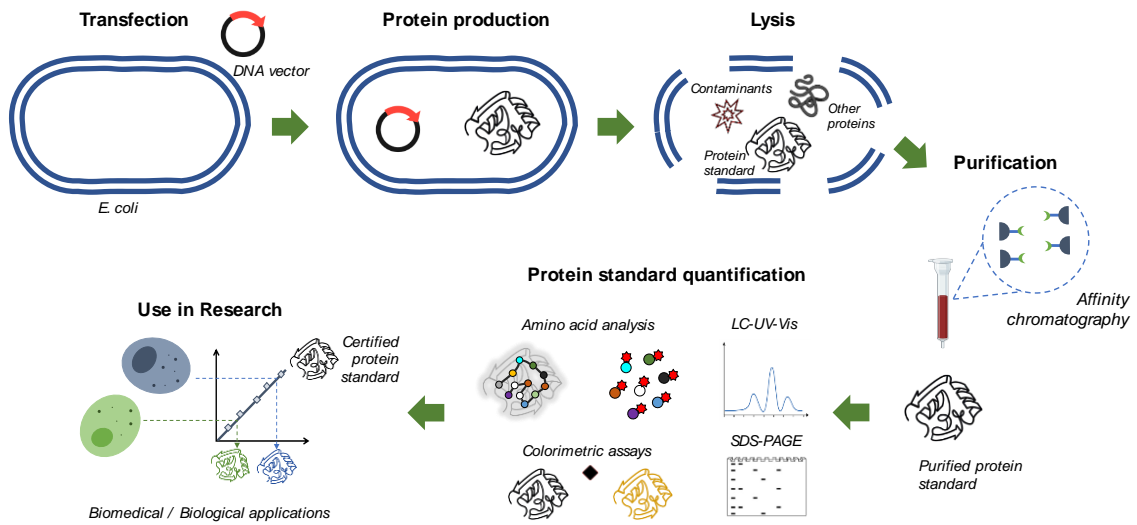 Transfection
DNA vector
E. coli
Protein production
Lysis
Contaminants
Other
proteins
Protein
standard
Purification
Affinity
chromatography
Purified protein
standard
Protein standard quantification
Amino acid analysis
LC-UV-Vis
Colorimetric assays
SDS-PAGE
Use in Research
Certified
protein
standard
Biomedical / Biological applications